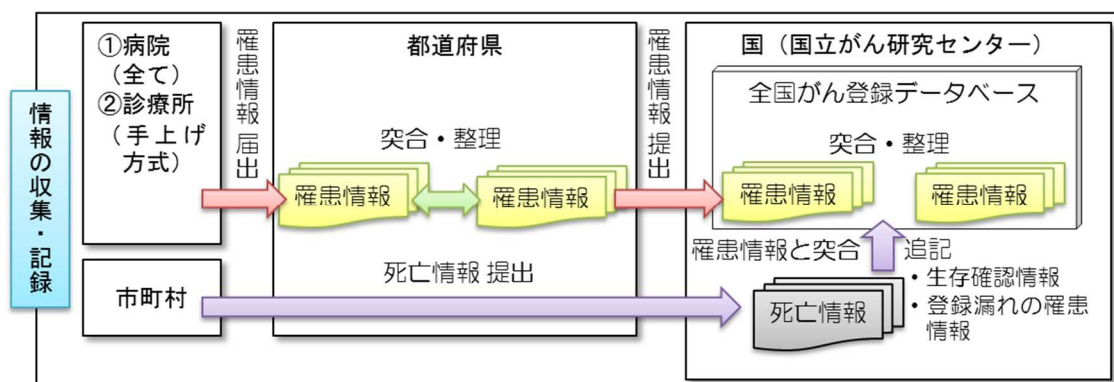 情報の収集・記録
①病院
(全て)
②診療所
(手上げ
方式)
市町村
罹患情報 届出
都道府県
突合・整理
罹患情報
罹患情報
死亡情報 提出
罹患情報 提出
国(国立がん研究センター)
全国がん登録データベース
突合・整理
罹患情報
罹患情報
罹患情報と突合
追記
・生存確認情報
・登録漏れの罹患
情報
死亡情報